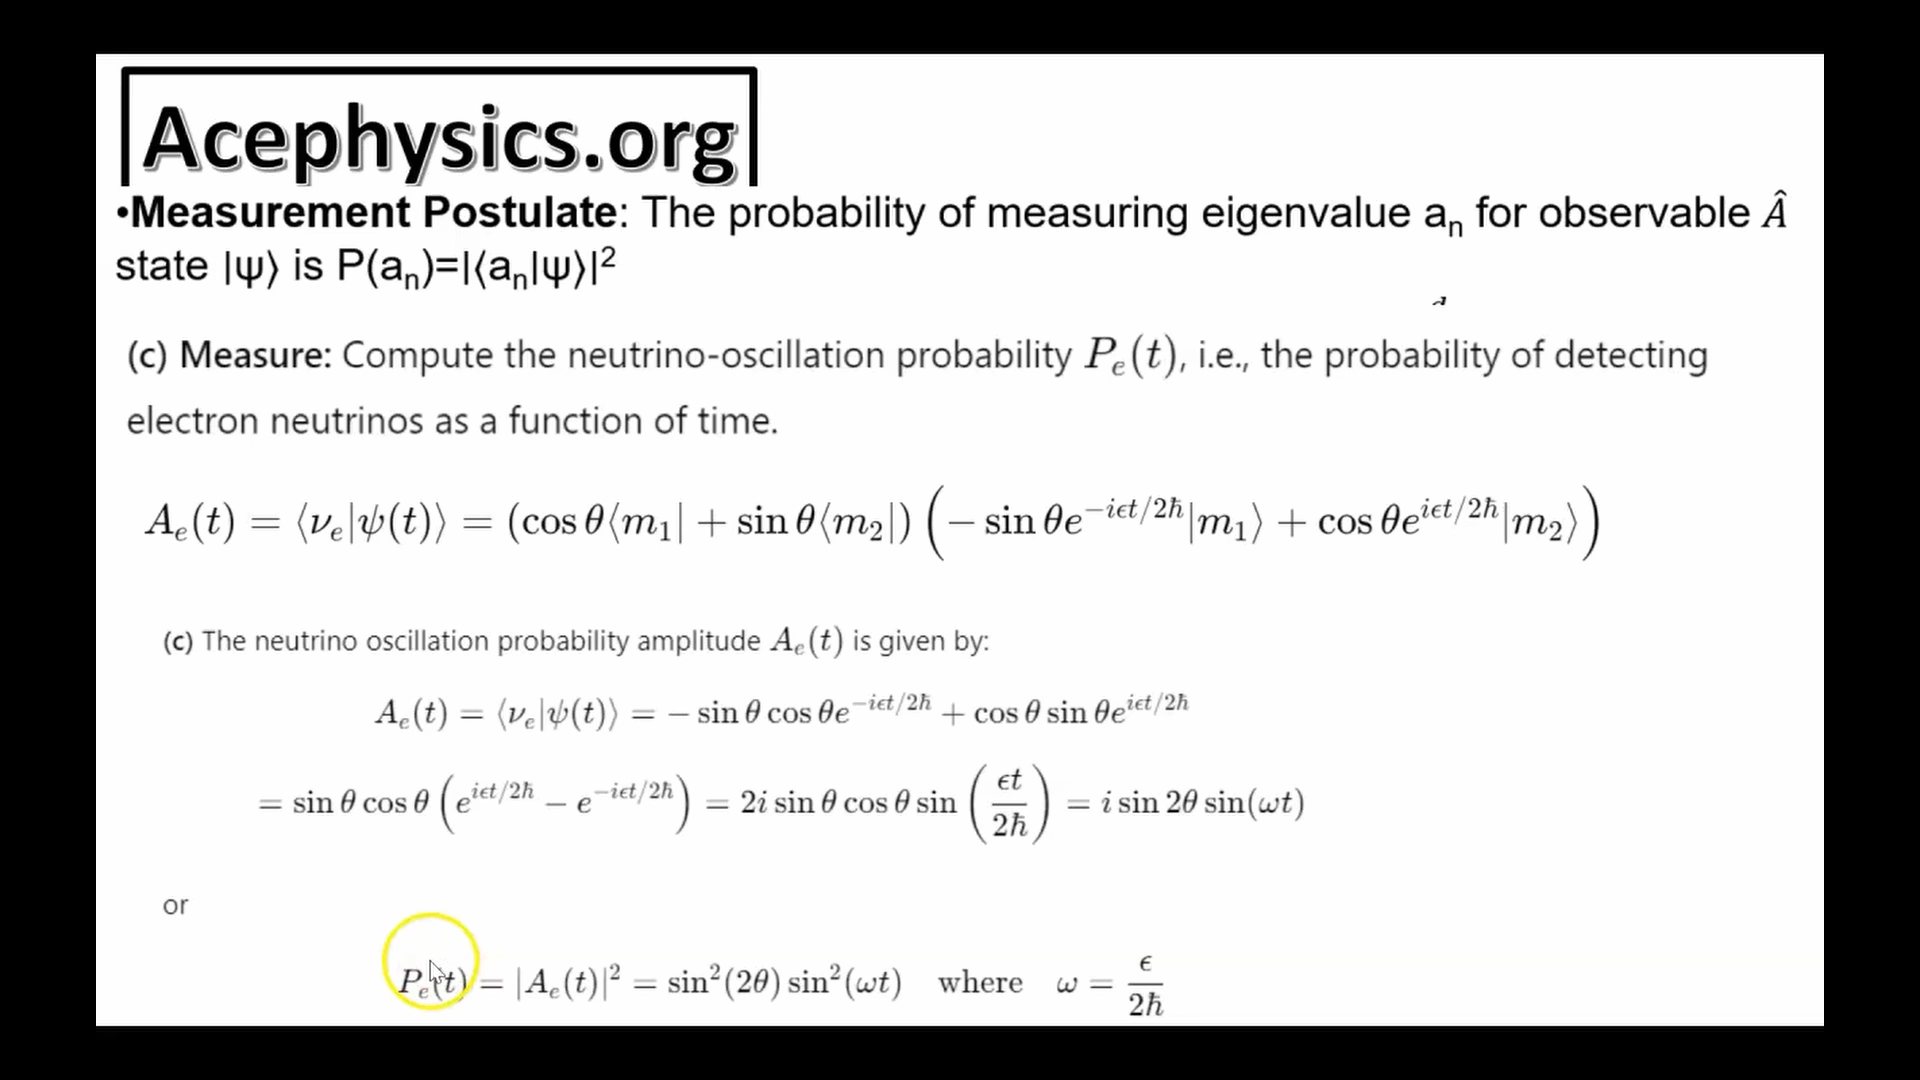 Acephysics.org
•Measurement Postulate: The probability of measuring eigenvalue aₙ for observable Â
state |ψ⟩ is P(aₙ)=|⟨aₙ|ψ⟩|²
(c) Measure: Compute the neutrino-oscillation probability Pₑ(t), i.e., the probability of detecting
electron neutrinos as a function of time.
Aₑ(t) = ⟨νₑ|ψ(t)⟩ = (cos θ⟨m₁| + sin θ⟨m₂|) (− sin θe^{−iϵt/2ħ}|m₁⟩ + cos θe^{iϵt/2ħ}|m₂⟩)
(c) The neutrino oscillation probability amplitude Aₑ(t) is given by:
Aₑ(t) = ⟨νₑ|ψ(t)⟩ = − sin θ cos θe^{−iϵt/2ħ} + cos θ sin θe^{iϵt/2ħ}
= sin θ cos θ (e^{iϵt/2ħ} − e^{−iϵt/2ħ}) = 2i sin θ cos θ sin (ϵt/2ħ) = i sin 2θ sin(ωt)
or
Pₑ(t) = |Aₑ(t)|² = sin²(2θ) sin²(ωt) where ω = ϵ/2ħ